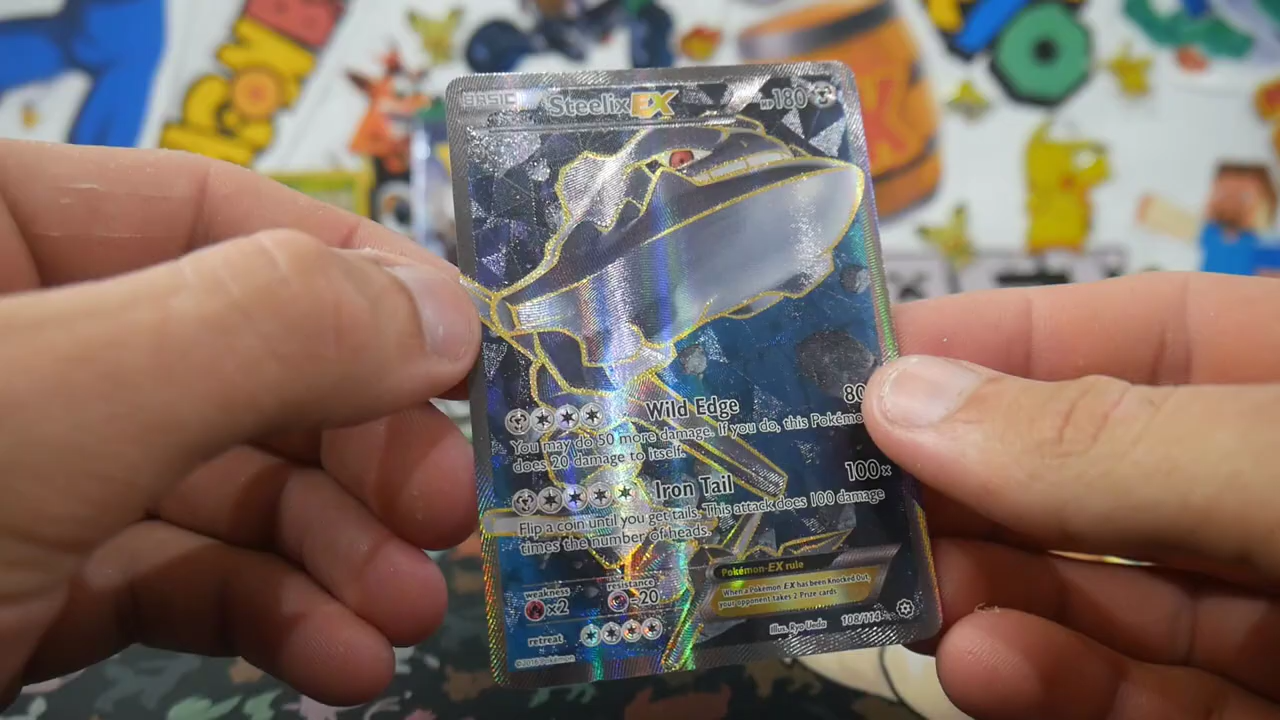 BASIC Steelix EX HP180
Wild Edge 80
You may do 50 more damage. If you do, this Pokémo
does 20 damage to itself.
Iron Tail 100x
Flip a coin until you get tails. This attack does 100 damage
times the number of heads.
Pokémon-EX rule
When a Pokémon-EX has been Knocked Out,
your opponent takes 2 Prize cards.
weakness resistance
x2 -20
retreat
Illus. Ryo Ueda 108/114
©2016 Pokémon